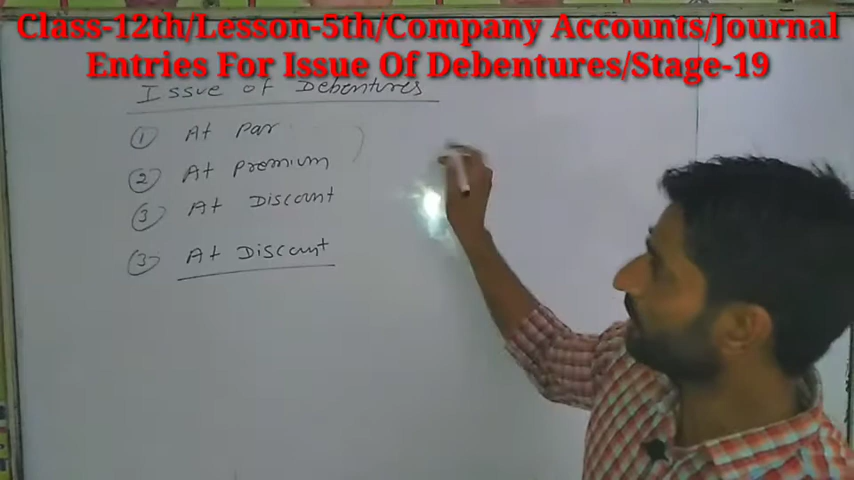 Class-12th/Lesson-5th/Company Accounts/Journal
Entries For Issue Of Debentures/Stage-19
Issue of Debentures
① At Par
② At Premium
③ At Discount
③ At Discount